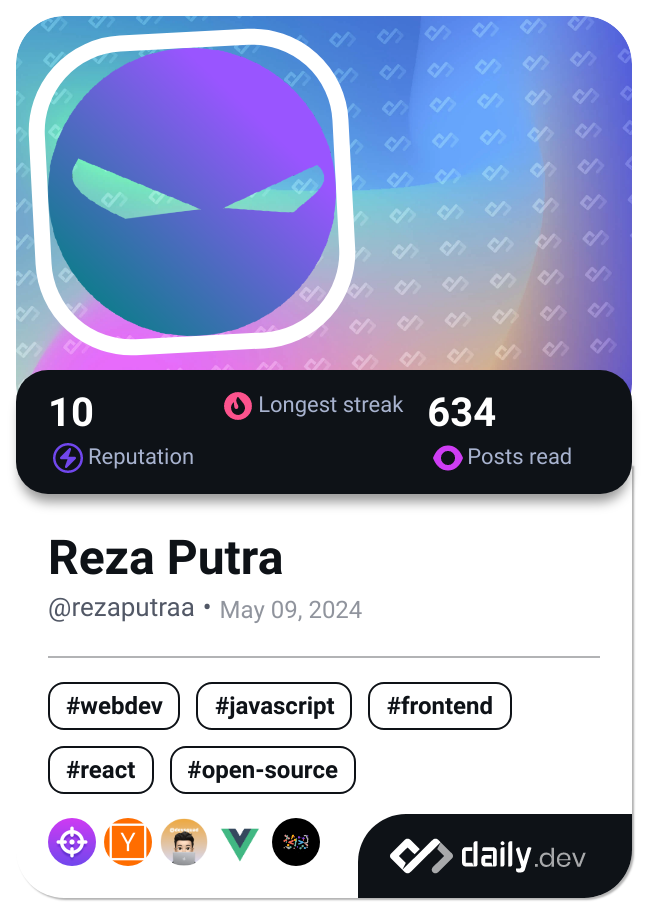 10
Reputation
Longest streak
634
Posts read
Reza Putra
@rezaputraa • May 09, 2024
#webdev #javascript #frontend
#react #open-source
Y
daily.dev